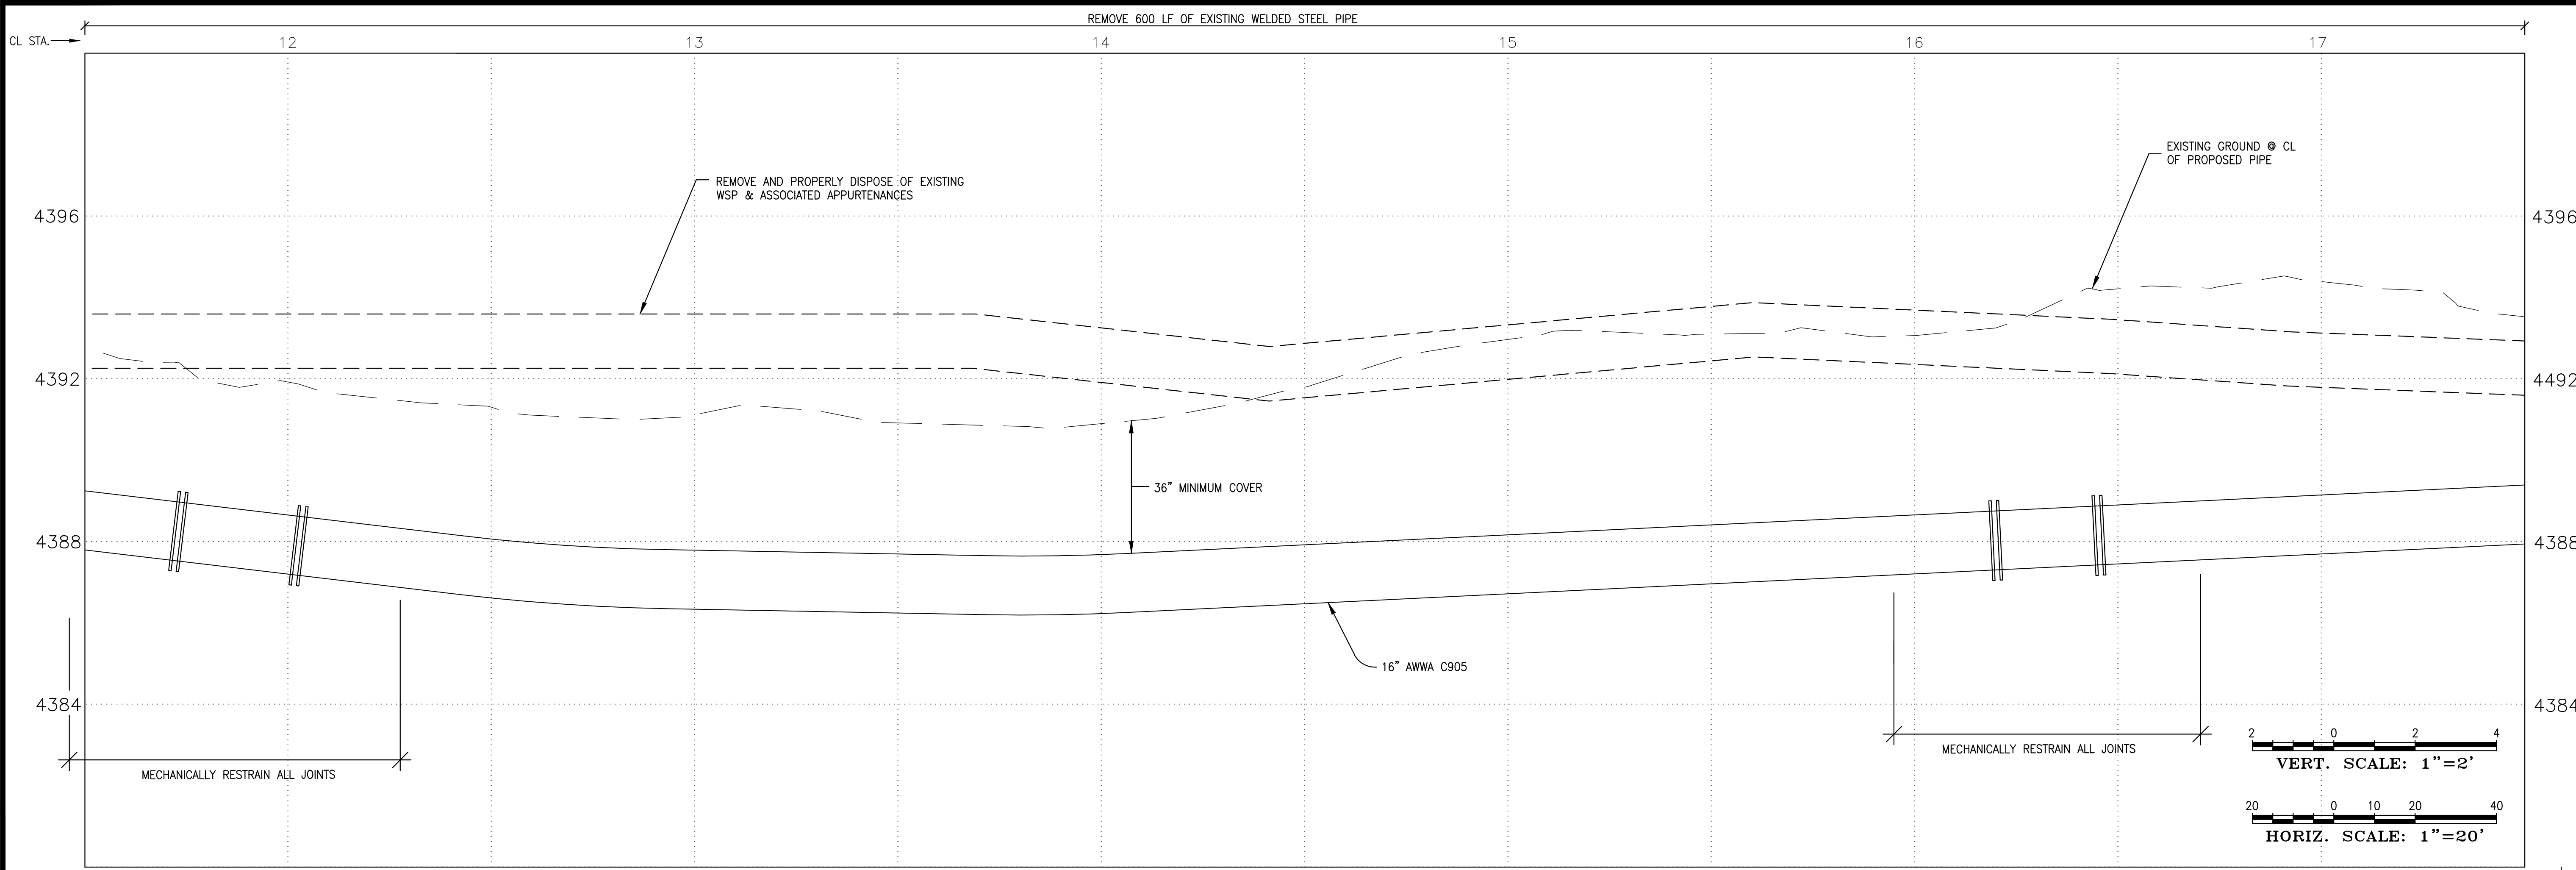 REMOVE 600 LF OF EXISTING WELDED STEEL PIPE
CL STA.
12 13 14 15 16 17
EXISTING GROUND @ CL
OF PROPOSED PIPE
REMOVE AND PROPERLY DISPOSE OF EXISTING
WSP & ASSOCIATED APPURTENANCES
4396 4396
4392 4492
36" MINIMUM COVER
4388 4388
16" AWWA C905
4384 4384
MECHANICALLY RESTRAIN ALL JOINTS
MECHANICALLY RESTRAIN ALL JOINTS
2 0 2 4
VERT. SCALE: 1"=2'
20 0 10 20 40
HORIZ. SCALE: 1"=20'